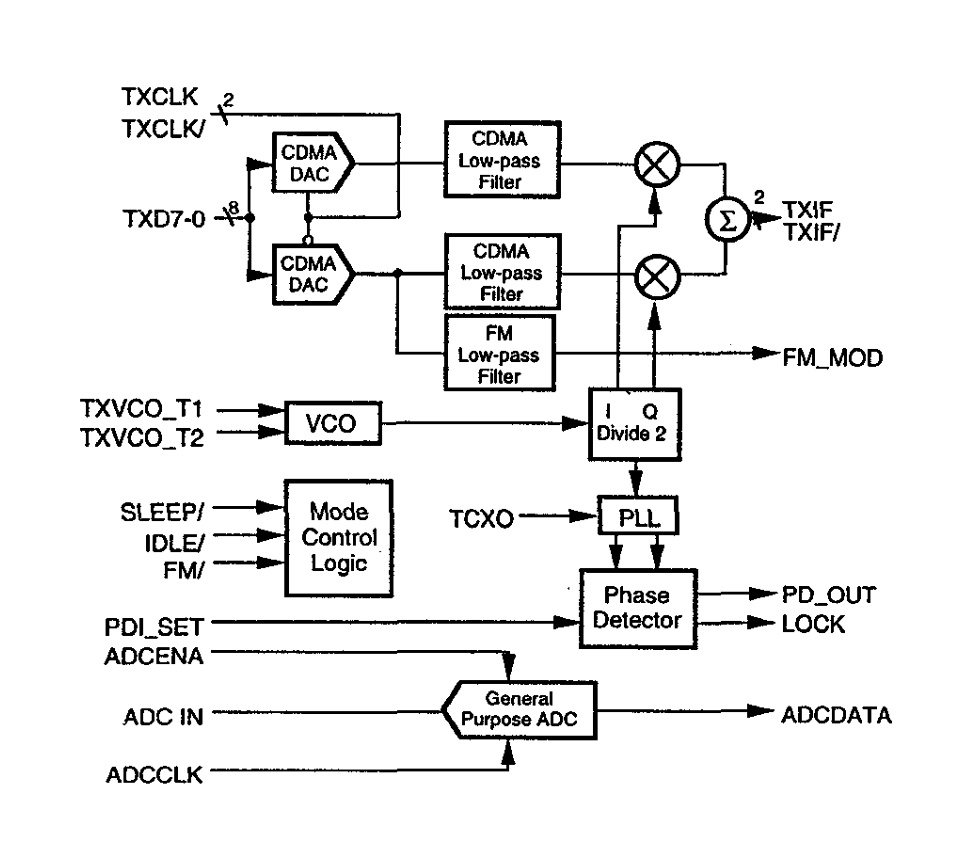 TXCLK
2
TXCLK/
CDMA
DAC
CDMA
Low-pass
Filter
TXD7-0
8
2
Σ
TXIF
TXIF/
CDMA
DAC
CDMA
Low-pass
Filter
FM
Low-pass
Filter
FM_MOD
TXVCO_T1
TXVCO_T2
VCO
I Q
Divide 2
SLEEP/
IDLE/
FM/
Mode
Control
Logic
TCXO
PLL
Phase
Detector
PD_OUT
LOCK
PDI_SET
ADCENA
ADC IN
General
Purpose ADC
ADCDATA
ADCCLK